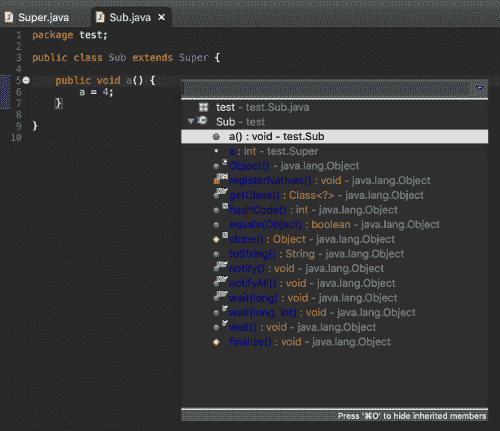 Super.java
Sub.java
1 package test;
2
3 public class Sub extends Super {
4
5 public void a() {
6 a = 4;
7 }
8
9 }
10
test - test.Sub.java
Sub - test
a() : void - test.Sub
a : int - test.Super
Object() - java.lang.Object
registerNatives() : void - java.lang.Object
getClass() : Class<?> - java.lang.Object
hashCode() : int - java.lang.Object
equals(Object) : boolean - java.lang.Object
clone() : Object - java.lang.Object
toString() : String - java.lang.Object
notify() : void - java.lang.Object
notifyAll() : void - java.lang.Object
wait(long) : void - java.lang.Object
wait(long, int) : void - java.lang.Object
wait() : void - java.lang.Object
finalize() : void - java.lang.Object
Press '⌘O' to hide inherited members